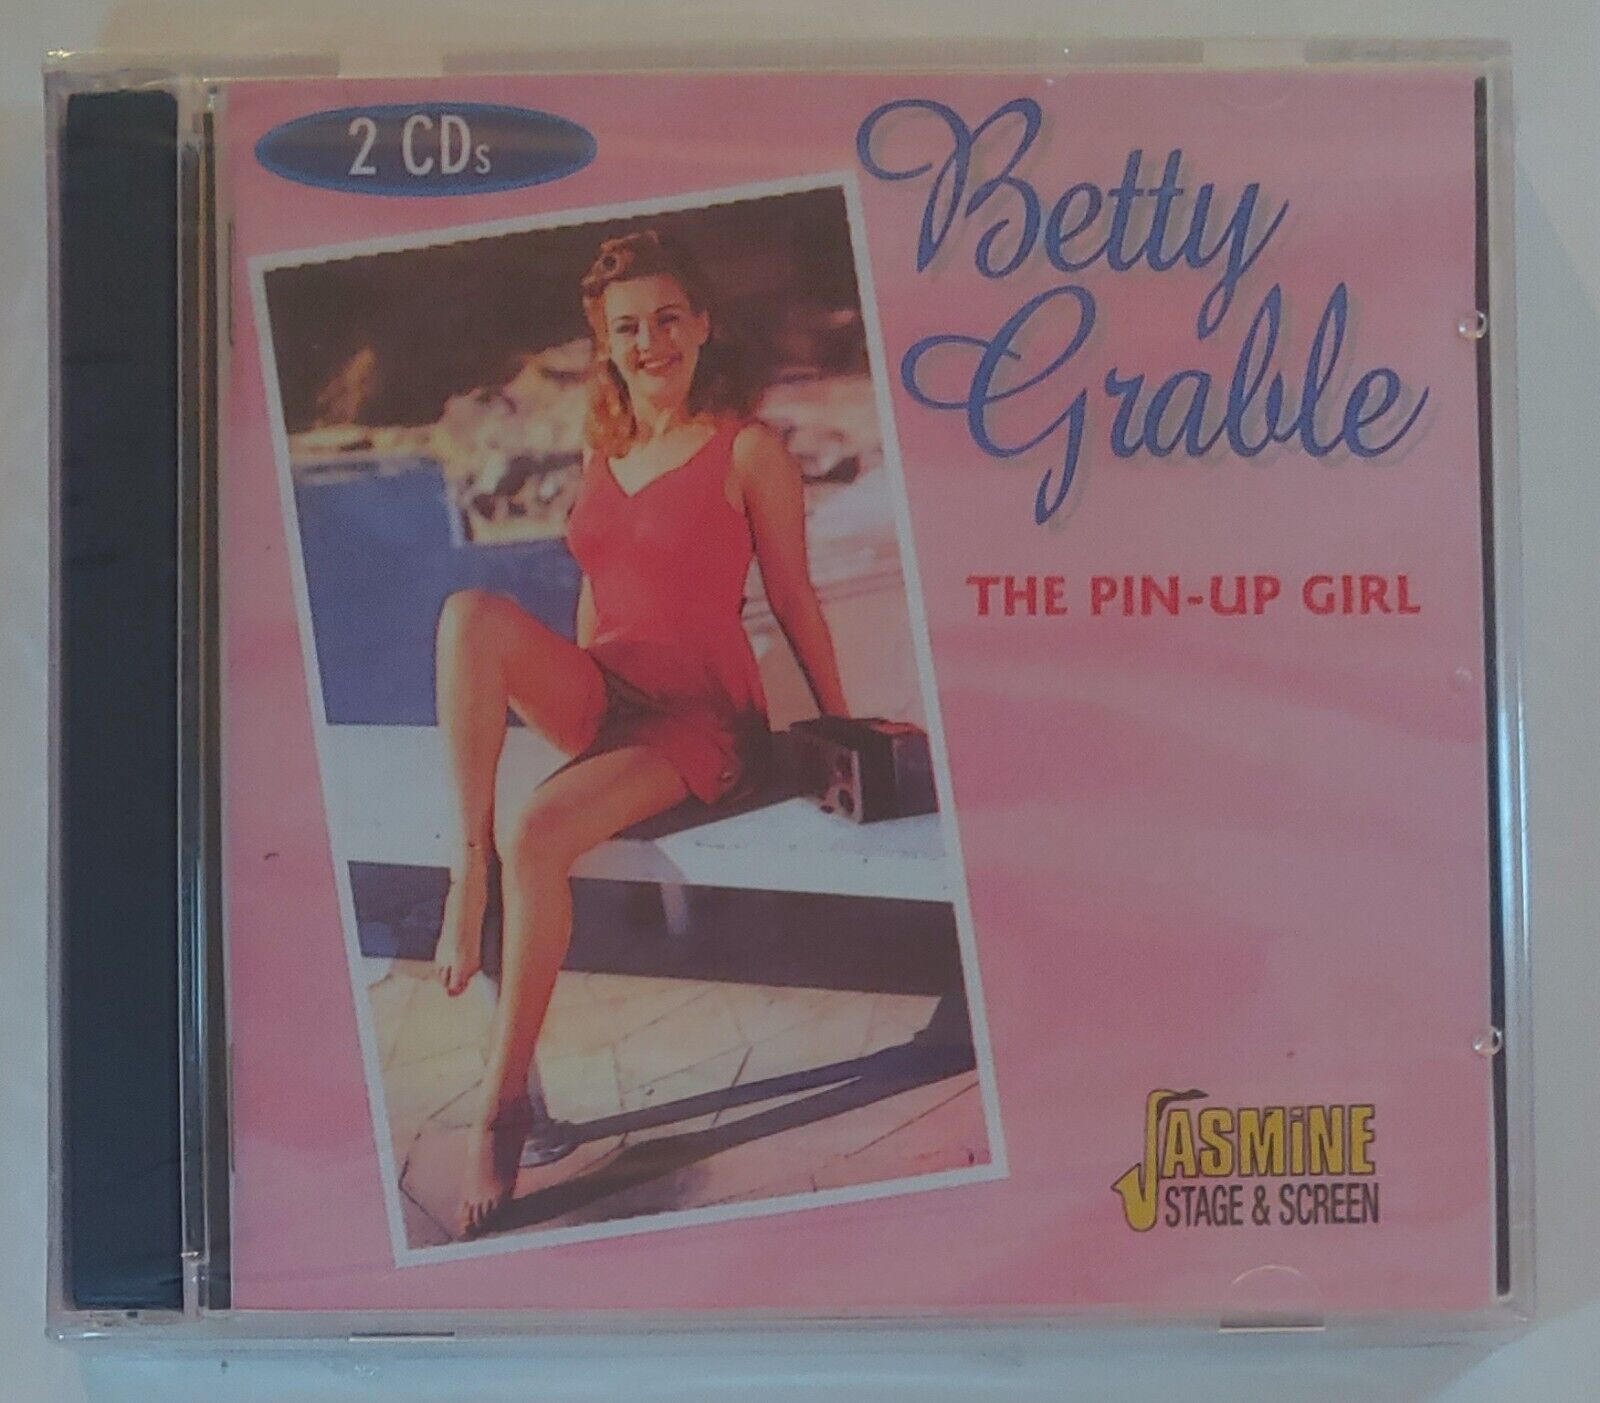 2 CDs
Betty
Grable
THE PIN-UP GIRL
JASMiNE
STAGE & SCREEN